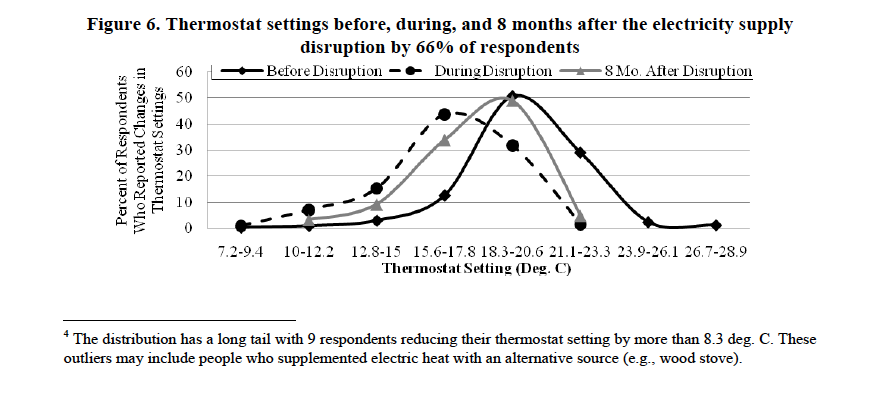 Figure 6. Thermostat settings before, during, and 8 months after the electricity supply
disruption by 66% of respondents
Percent of Respondents
Who Reported Changes in
Thermostat Settings
Before Disruption
During Disruption
8 Mo. After Disruption
60
50
40
30
20
10
0
7.2-9.4 10-12.2 12.8-15 15.6-17.8 18.3-20.6 21.1-23.3 23.9-26.1 26.7-28.9
Thermostat Setting (Deg. C)
4 The distribution has a long tail with 9 respondents reducing their thermostat setting by more than 8.3 deg. C. These
outliers may include people who supplemented electric heat with an alternative source (e.g., wood stove).